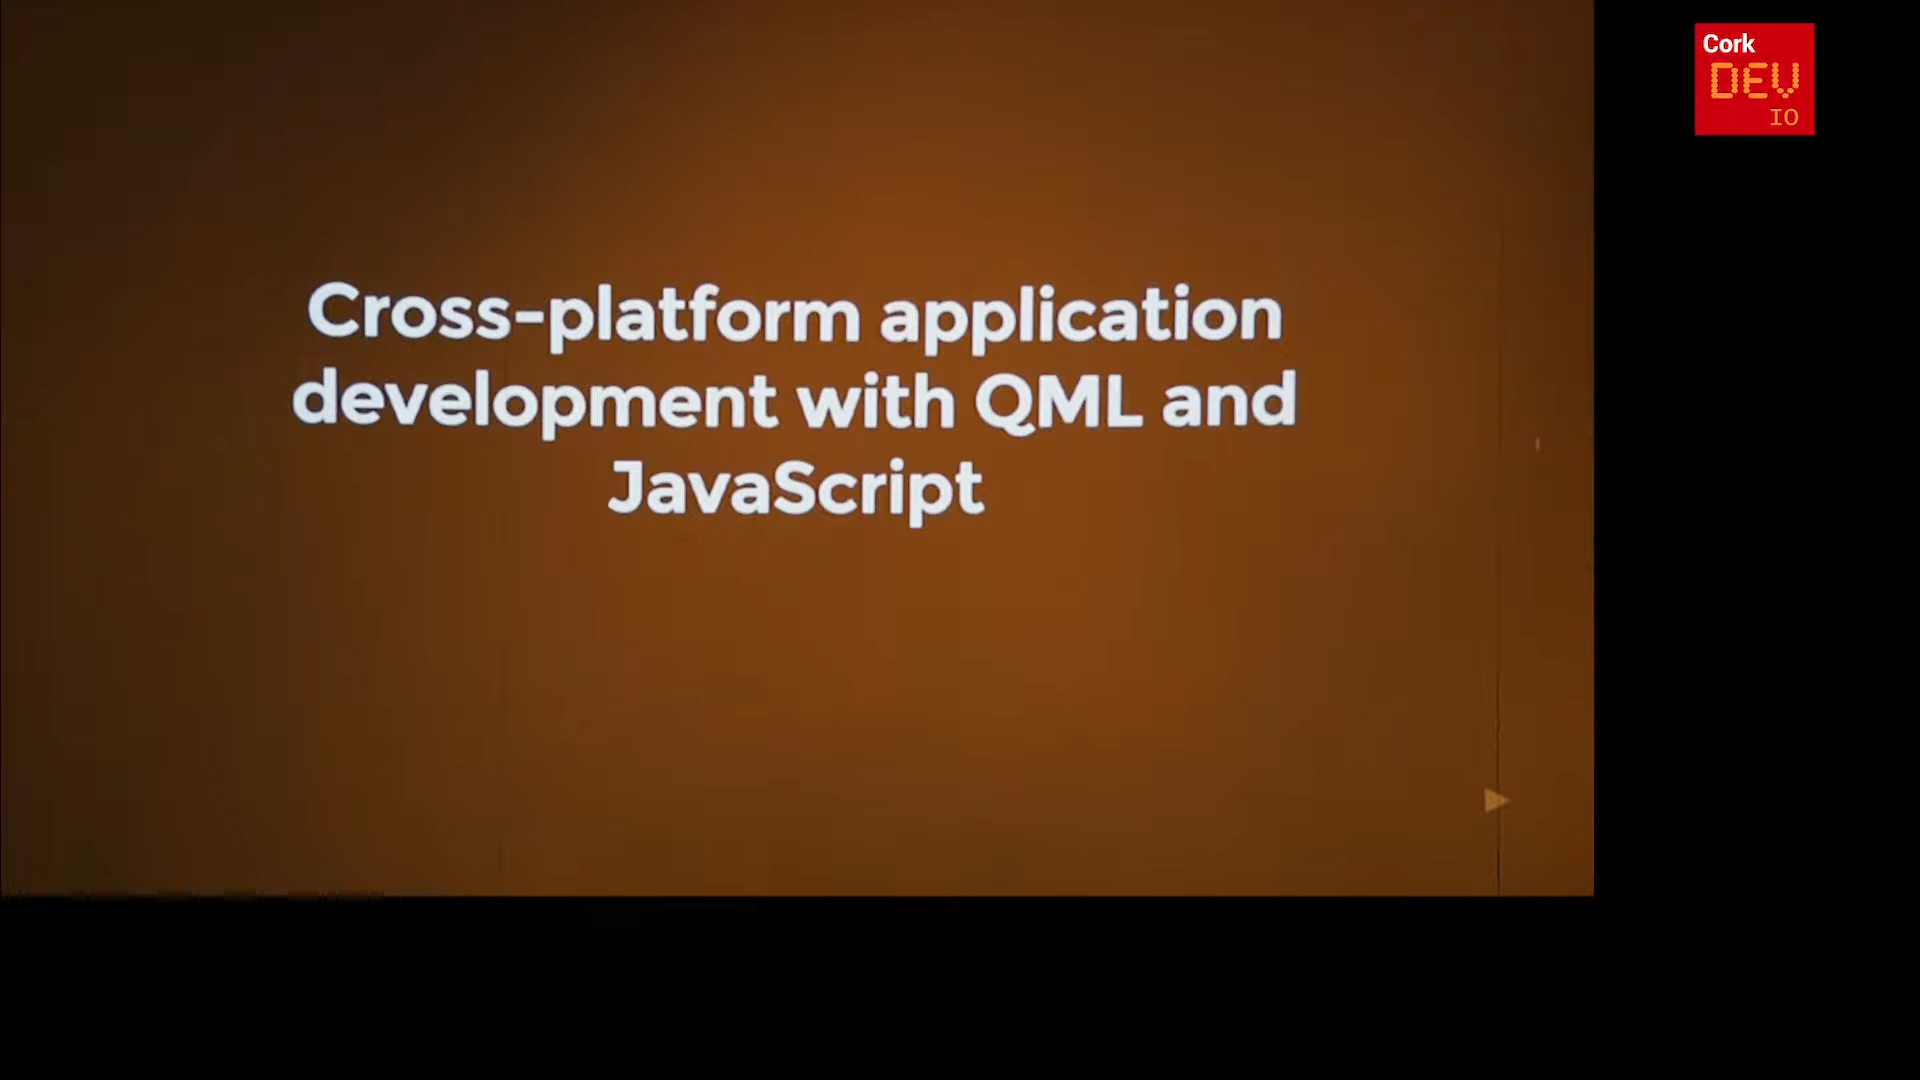 Cross-platform application
development with QML and
JavaScript
Cork
DEV
IO